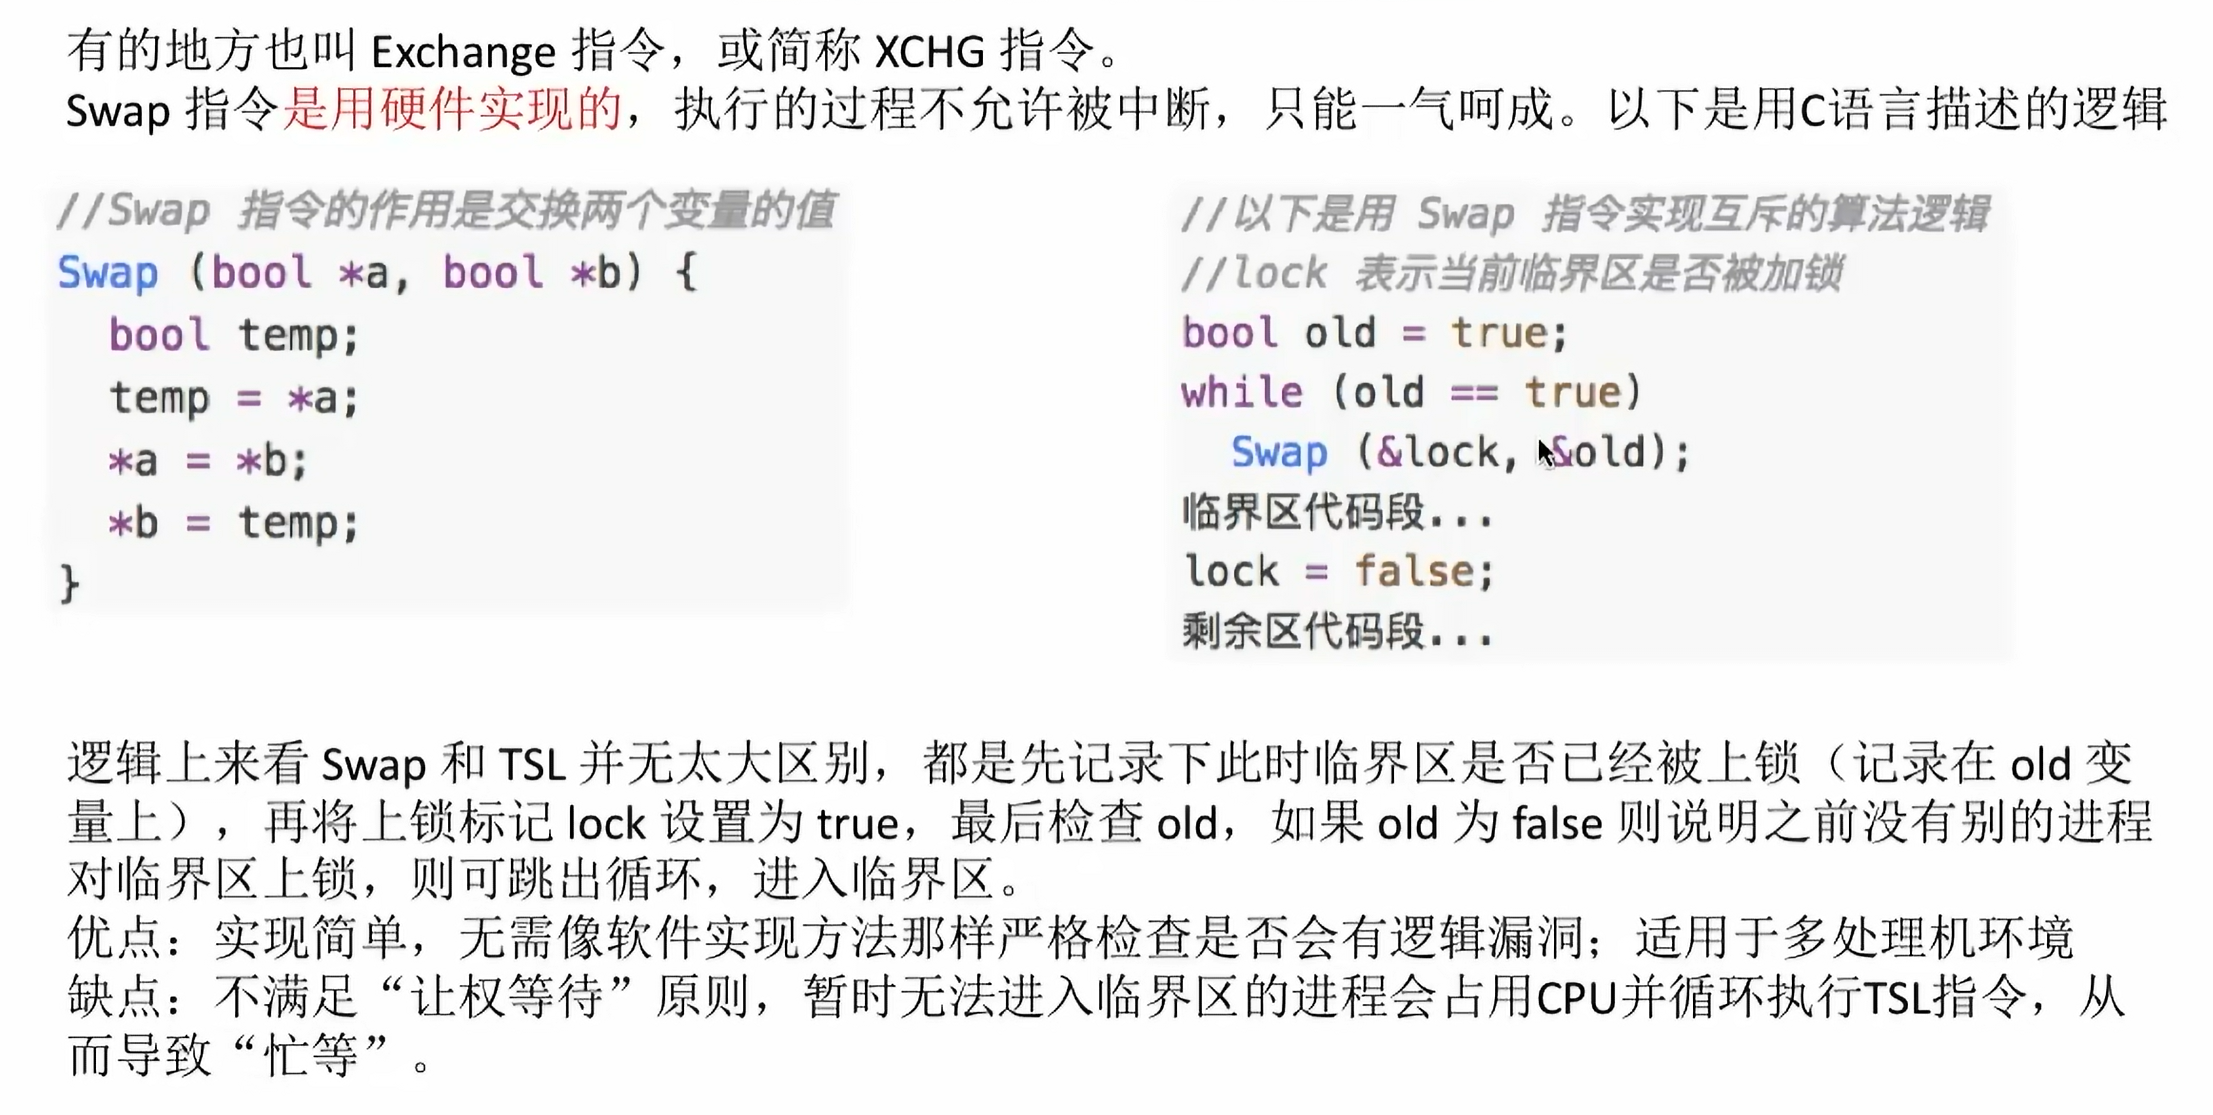 有的地方也叫 Exchange 指令，或简称 XCHG 指令。
Swap 指令是用硬件实现的，执行的过程不允许被中断，只能一气呵成。以下是用C语言描述的逻辑
//Swap 指令的作用是交换两个变量的值
Swap (bool *a, bool *b) {
  bool temp;
  temp = *a;
  *a = *b;
  *b = temp;
}
//以下是用 Swap 指令实现互斥的算法逻辑
//lock 表示当前临界区是否被加锁
bool old = true;
while (old == true)
  Swap (&lock, &old);
临界区代码段...
lock = false;
剩余区代码段...
逻辑上来看 Swap 和 TSL 并无太大区别，都是先记录下此时临界区是否已经被上锁（记录在 old 变
量上），再将上锁标记 lock 设置为 true，最后检查 old，如果 old 为 false 则说明之前没有别的进程
对临界区上锁，则可跳出循环，进入临界区。
优点：实现简单，无需像软件实现方法那样严格检查是否会有逻辑漏洞；适用于多处理机环境
缺点：不满足“让权等待”原则，暂时无法进入临界区的进程会占用CPU并循环执行TSL指令，从
而导致“忙等”。